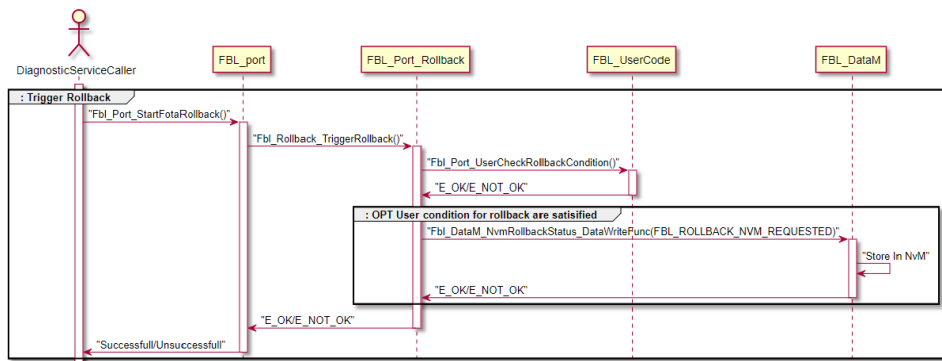 DiagnosticServiceCaller
FBL_port
FBL_Port_Rollback
FBL_UserCode
FBL_DataM
: Trigger Rollback
"Fbl_Port_StartFotaRollback()"
"Fbl_Rollback_TriggerRollback()"
"Fbl_Port_UserCheckRollbackCondition()"
"E_OK/E_NOT_OK"
: OPT User condition for rollback are satisified
"Fbl_DataM_NvmRollbackStatus_DataWriteFunc(FBL_ROLLBACK_NVM_REQUESTED)"
"Store In NvM"
"E_OK/E_NOT_OK"
"E_OK/E_NOT_OK"
"Successfull/Unsuccessfull"